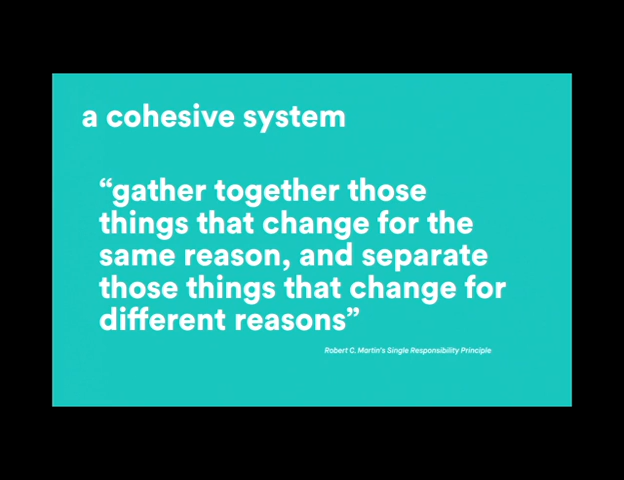 a cohesive system
“gather together those
things that change for the
same reason, and separate
those things that change for
different reasons”
Robert C. Martin's Single Responsibility Principle